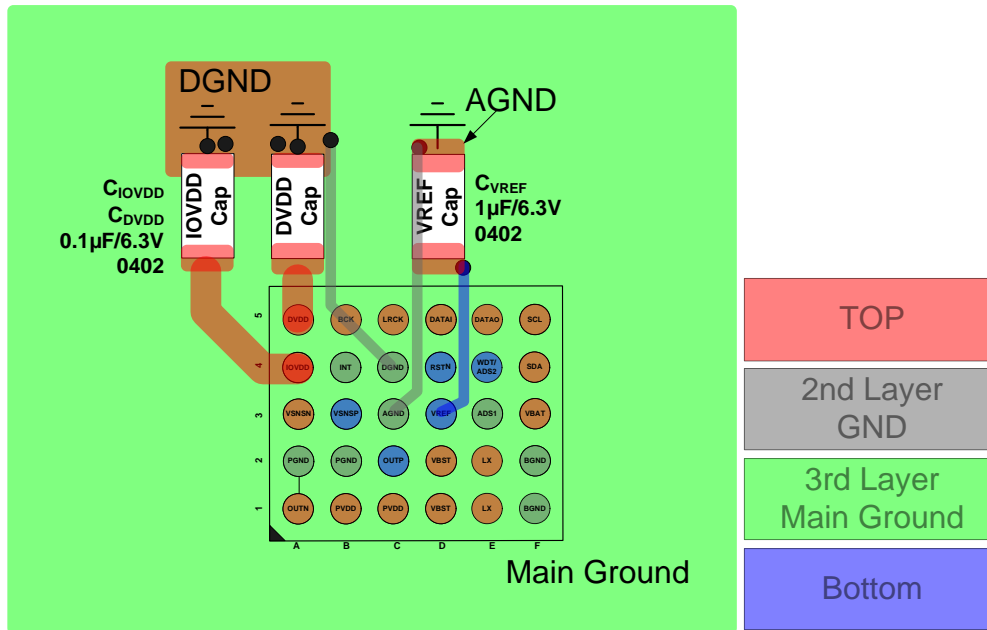 DGND
AGND
IOVDD
Cap
DVDD
Cap
VREF
Cap
CIOVDD
CDVDD
0.1µF/6.3V
0402
CVREF
1µF/6.3V
0402
5 DVDD BCK LRCK DATAI DATAO SCL
4 IOVDD INT DGND RSTN WDT/
ADS2 SDA
3 VSNSN VSNSP AGND VREF ADS1 VBAT
2 PGND PGND OUTP VBST LX BGND
1 OUTN PVDD PVDD VBST LX BGND
A B C D E F
Main Ground
TOP
2nd Layer
GND
3rd Layer
Main Ground
Bottom